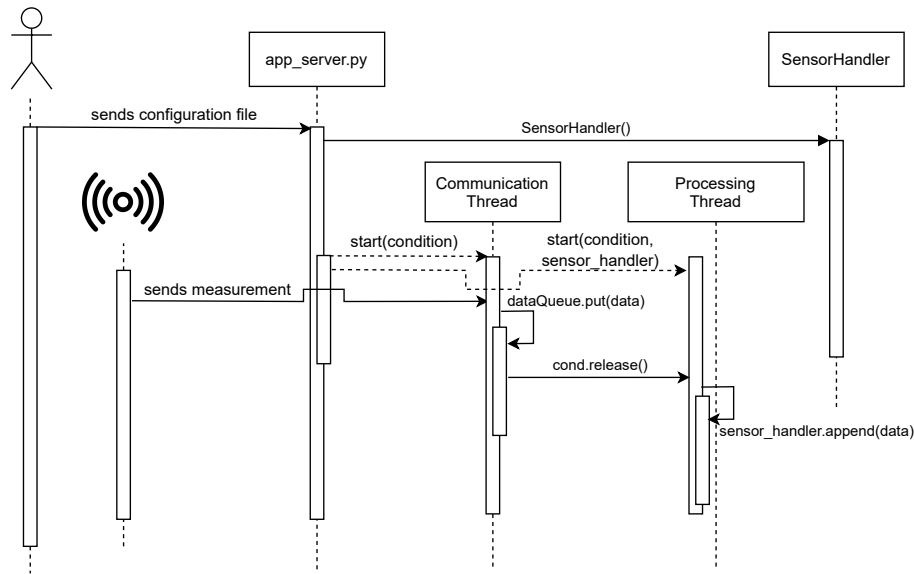 app_server.py
SensorHandler
sends configuration file
SensorHandler()
Communication
Thread
Processing
Thread
start(condition)
start(condition,
sensor_handler)
sends measurement
dataQueue.put(data)
cond.release()
sensor_handler.append(data)